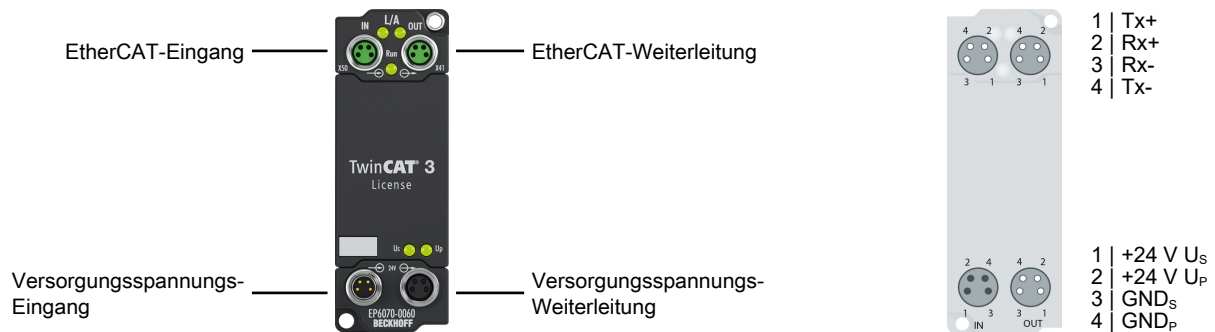 EtherCAT-Eingang
EtherCAT-Weiterleitung
Versorgungsspannungs-
Eingang
Versorgungsspannungs-
Weiterleitung
L/A
IN OUT
Run
X50 X41
TwinCAT® 3
License
Us Up
24V
EP6070-0060
BECKHOFF
4 2 4 2
3 1 3 1
1 | Tx+
2 | Rx+
3 | Rx-
4 | Tx-
2 4 4 2
1 3 3 1
IN OUT
1 | +24 V US
2 | +24 V UP
3 | GNDS
4 | GNDP